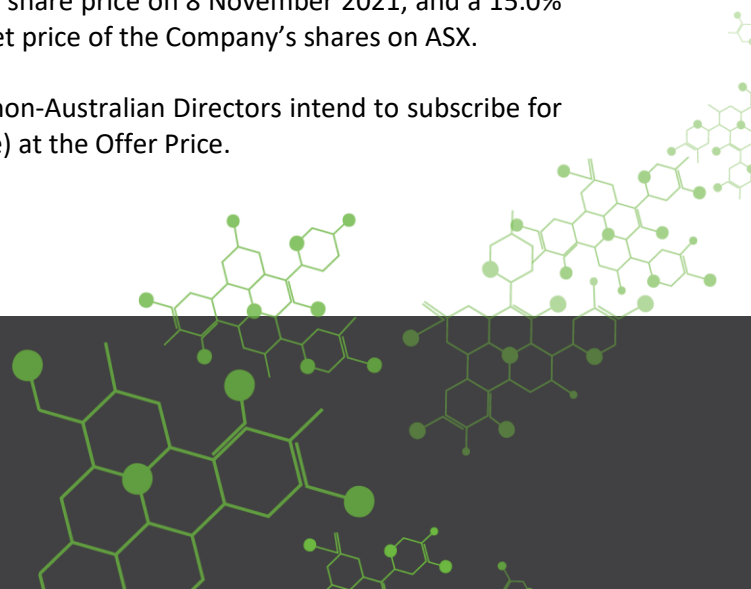 share price on 8 November 2021, and a 15.0%
et price of the Company’s shares on ASX.
non-Australian Directors intend to subscribe for
e) at the Offer Price.